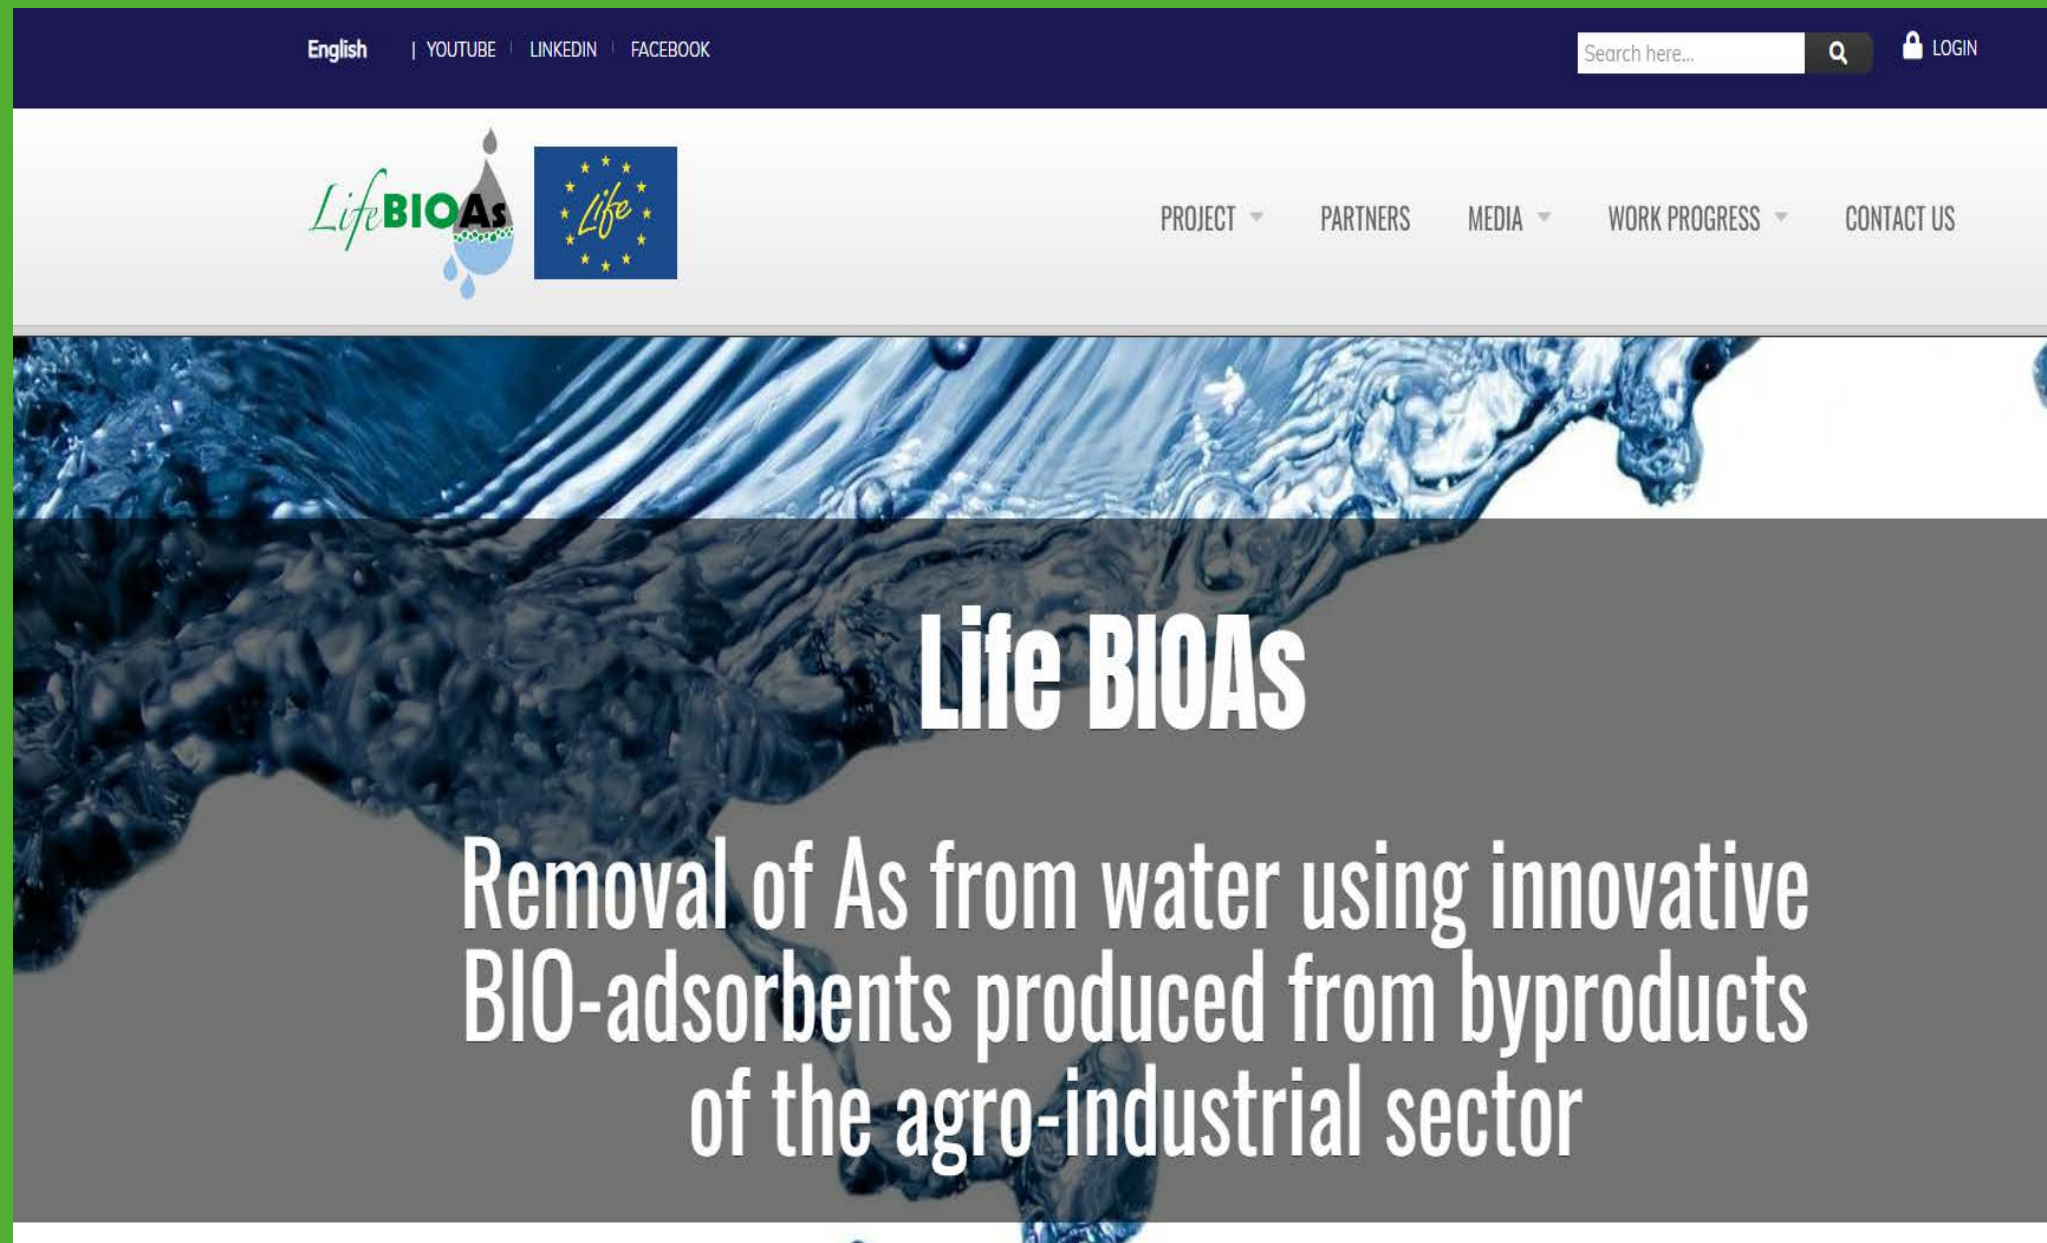 English | YOUTUBE | LINKEDIN | FACEBOOK
Search here...
LOGIN
LifeBIOAs
Life
PROJECT PARTNERS MEDIA WORK PROGRESS CONTACT US
Life BIOAs
Removal of As from water using innovative
BIO-adsorbents produced from byproducts
of the agro-industrial sector